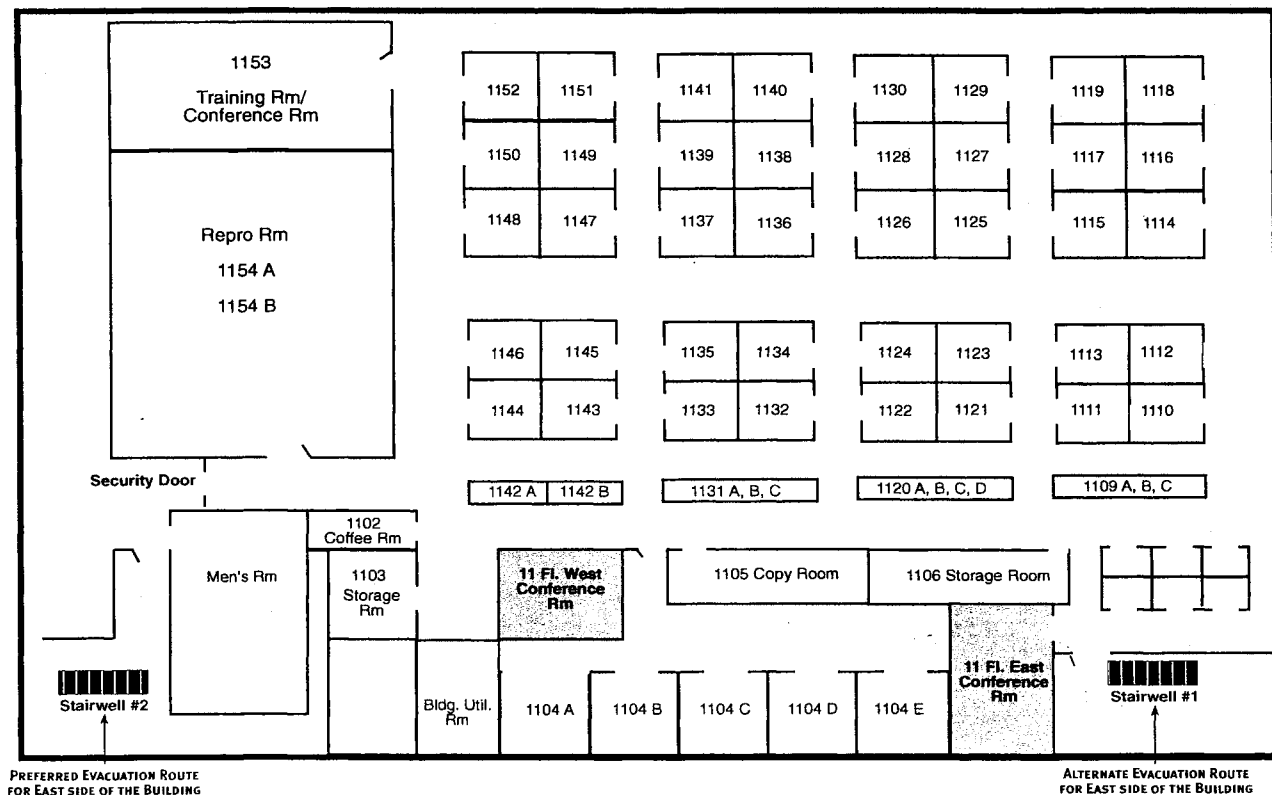 1153
Training Rm/
Conference Rm
1152 1151 1141 1140 1130 1129 1119 1118
1150 1149 1139 1138 1128 1127 1117 1116
1148 1147 1137 1136 1126 1125 1115 1114
Repro Rm
1154 A
1154 B
1146 1145 1135 1134 1124 1123 1113 1112
1144 1143 1133 1132 1122 1121 1111 1110
Security Door
1142 A 1142 B 1131 A, B, C 1120 A, B, C, D 1109 A, B, C
1102
Coffee Rm
Men's Rm
1103
Storage
Rm
11 Fl. West
Conference
Rm
1105 Copy Room
1106 Storage Room
11 Fl. East
Conference
Rm
Stairwell #2
Bldg. Util.
Rm
1104 A 1104 B 1104 C 1104 D 1104 E
Stairwell #1
PREFERRED EVACUATION ROUTE
FOR EAST SIDE OF THE BUILDING
ALTERNATE EVACUATION ROUTE
FOR EAST SIDE OF THE BUILDING